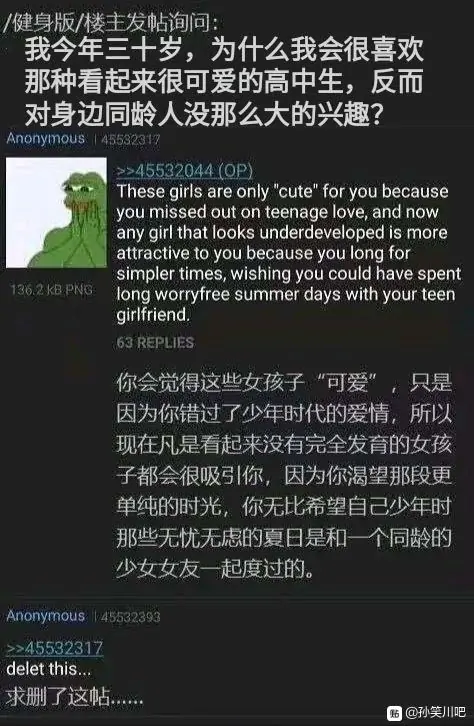 /健身版/楼主发帖询问：
我今年三十岁，为什么我会很喜欢
那种看起来很可爱的高中生，反而
对身边同龄人没那么大的兴趣？
Anonymous | 45532317
>>45532044 (OP)
These girls are only "cute" for you because
you missed out on teenage love, and now
any girl that looks underdeveloped is more
attractive to you because you long for
simpler times, wishing you could have spent
long worryfree summer days with your teen
girlfriend.
136.2 kB PNG
63 REPLIES
你会觉得这些女孩子“可爱”，只是
因为你错过了少年时代的爱情，所以
现在凡是看起来没有完全发育的女孩
子都会很吸引你，因为你渴望那段更
单纯的时光，你无比希望自己少年时
那些无忧无虑的夏日是和一个同龄的
少女女友一起度过的。
Anonymous | 45532393
>>45532317
delet this...
求删了这帖......
贴 @孙笑川吧